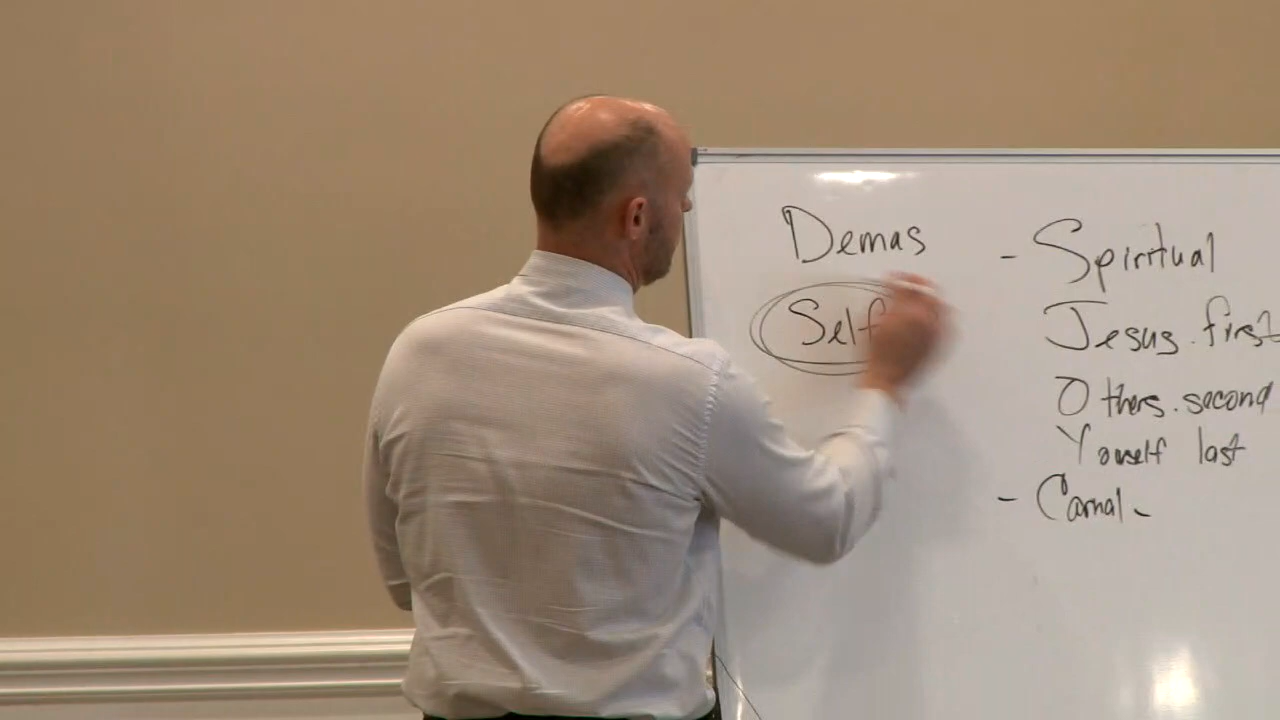 Demas
Self
- Spiritual
Jesus.first
Others.second
Yourself last
- Carnal -